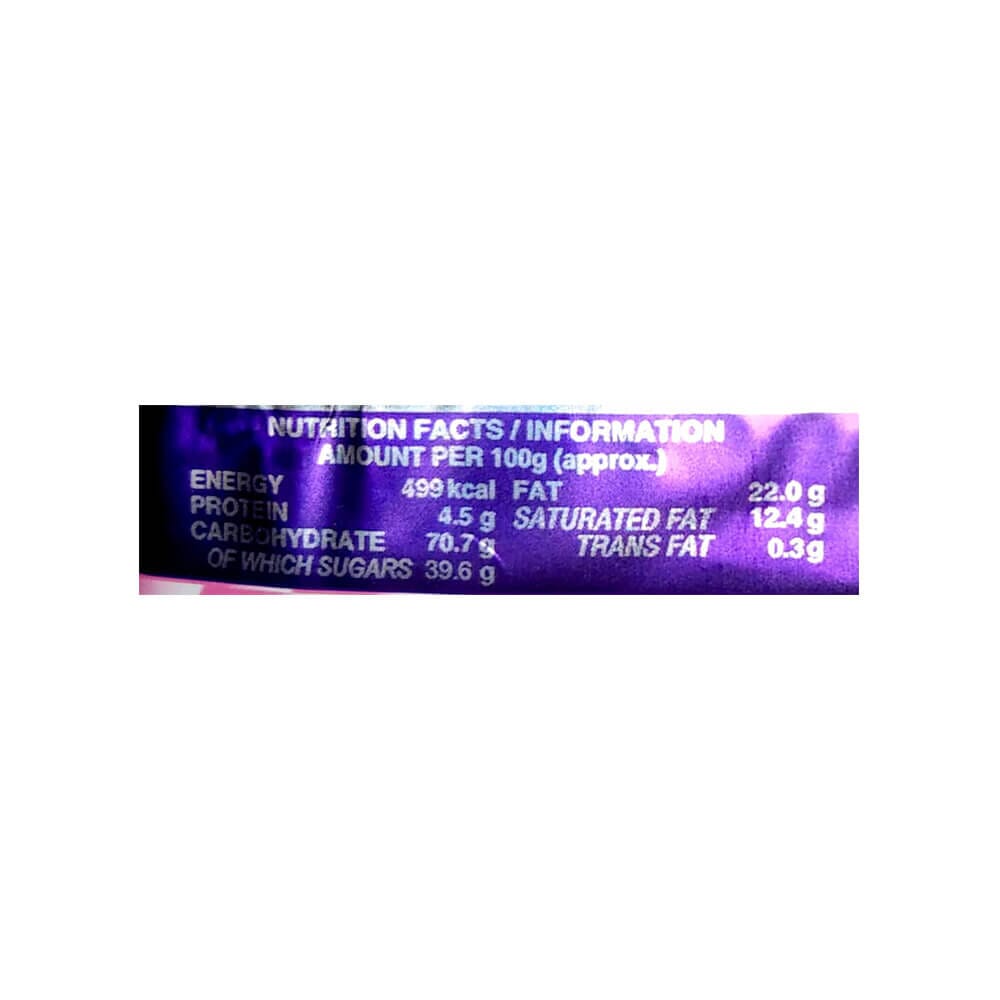 NUTRITION FACTS / INFORMATION
AMOUNT PER 100g (approx.)
ENERGY 499 kcal
PROTEIN 4.5 g
CARBOHYDRATE 70.7 g
OF WHICH SUGARS 39.6 g
FAT 22.0 g
SATURATED FAT 12.4 g
TRANS FAT 0.3 g